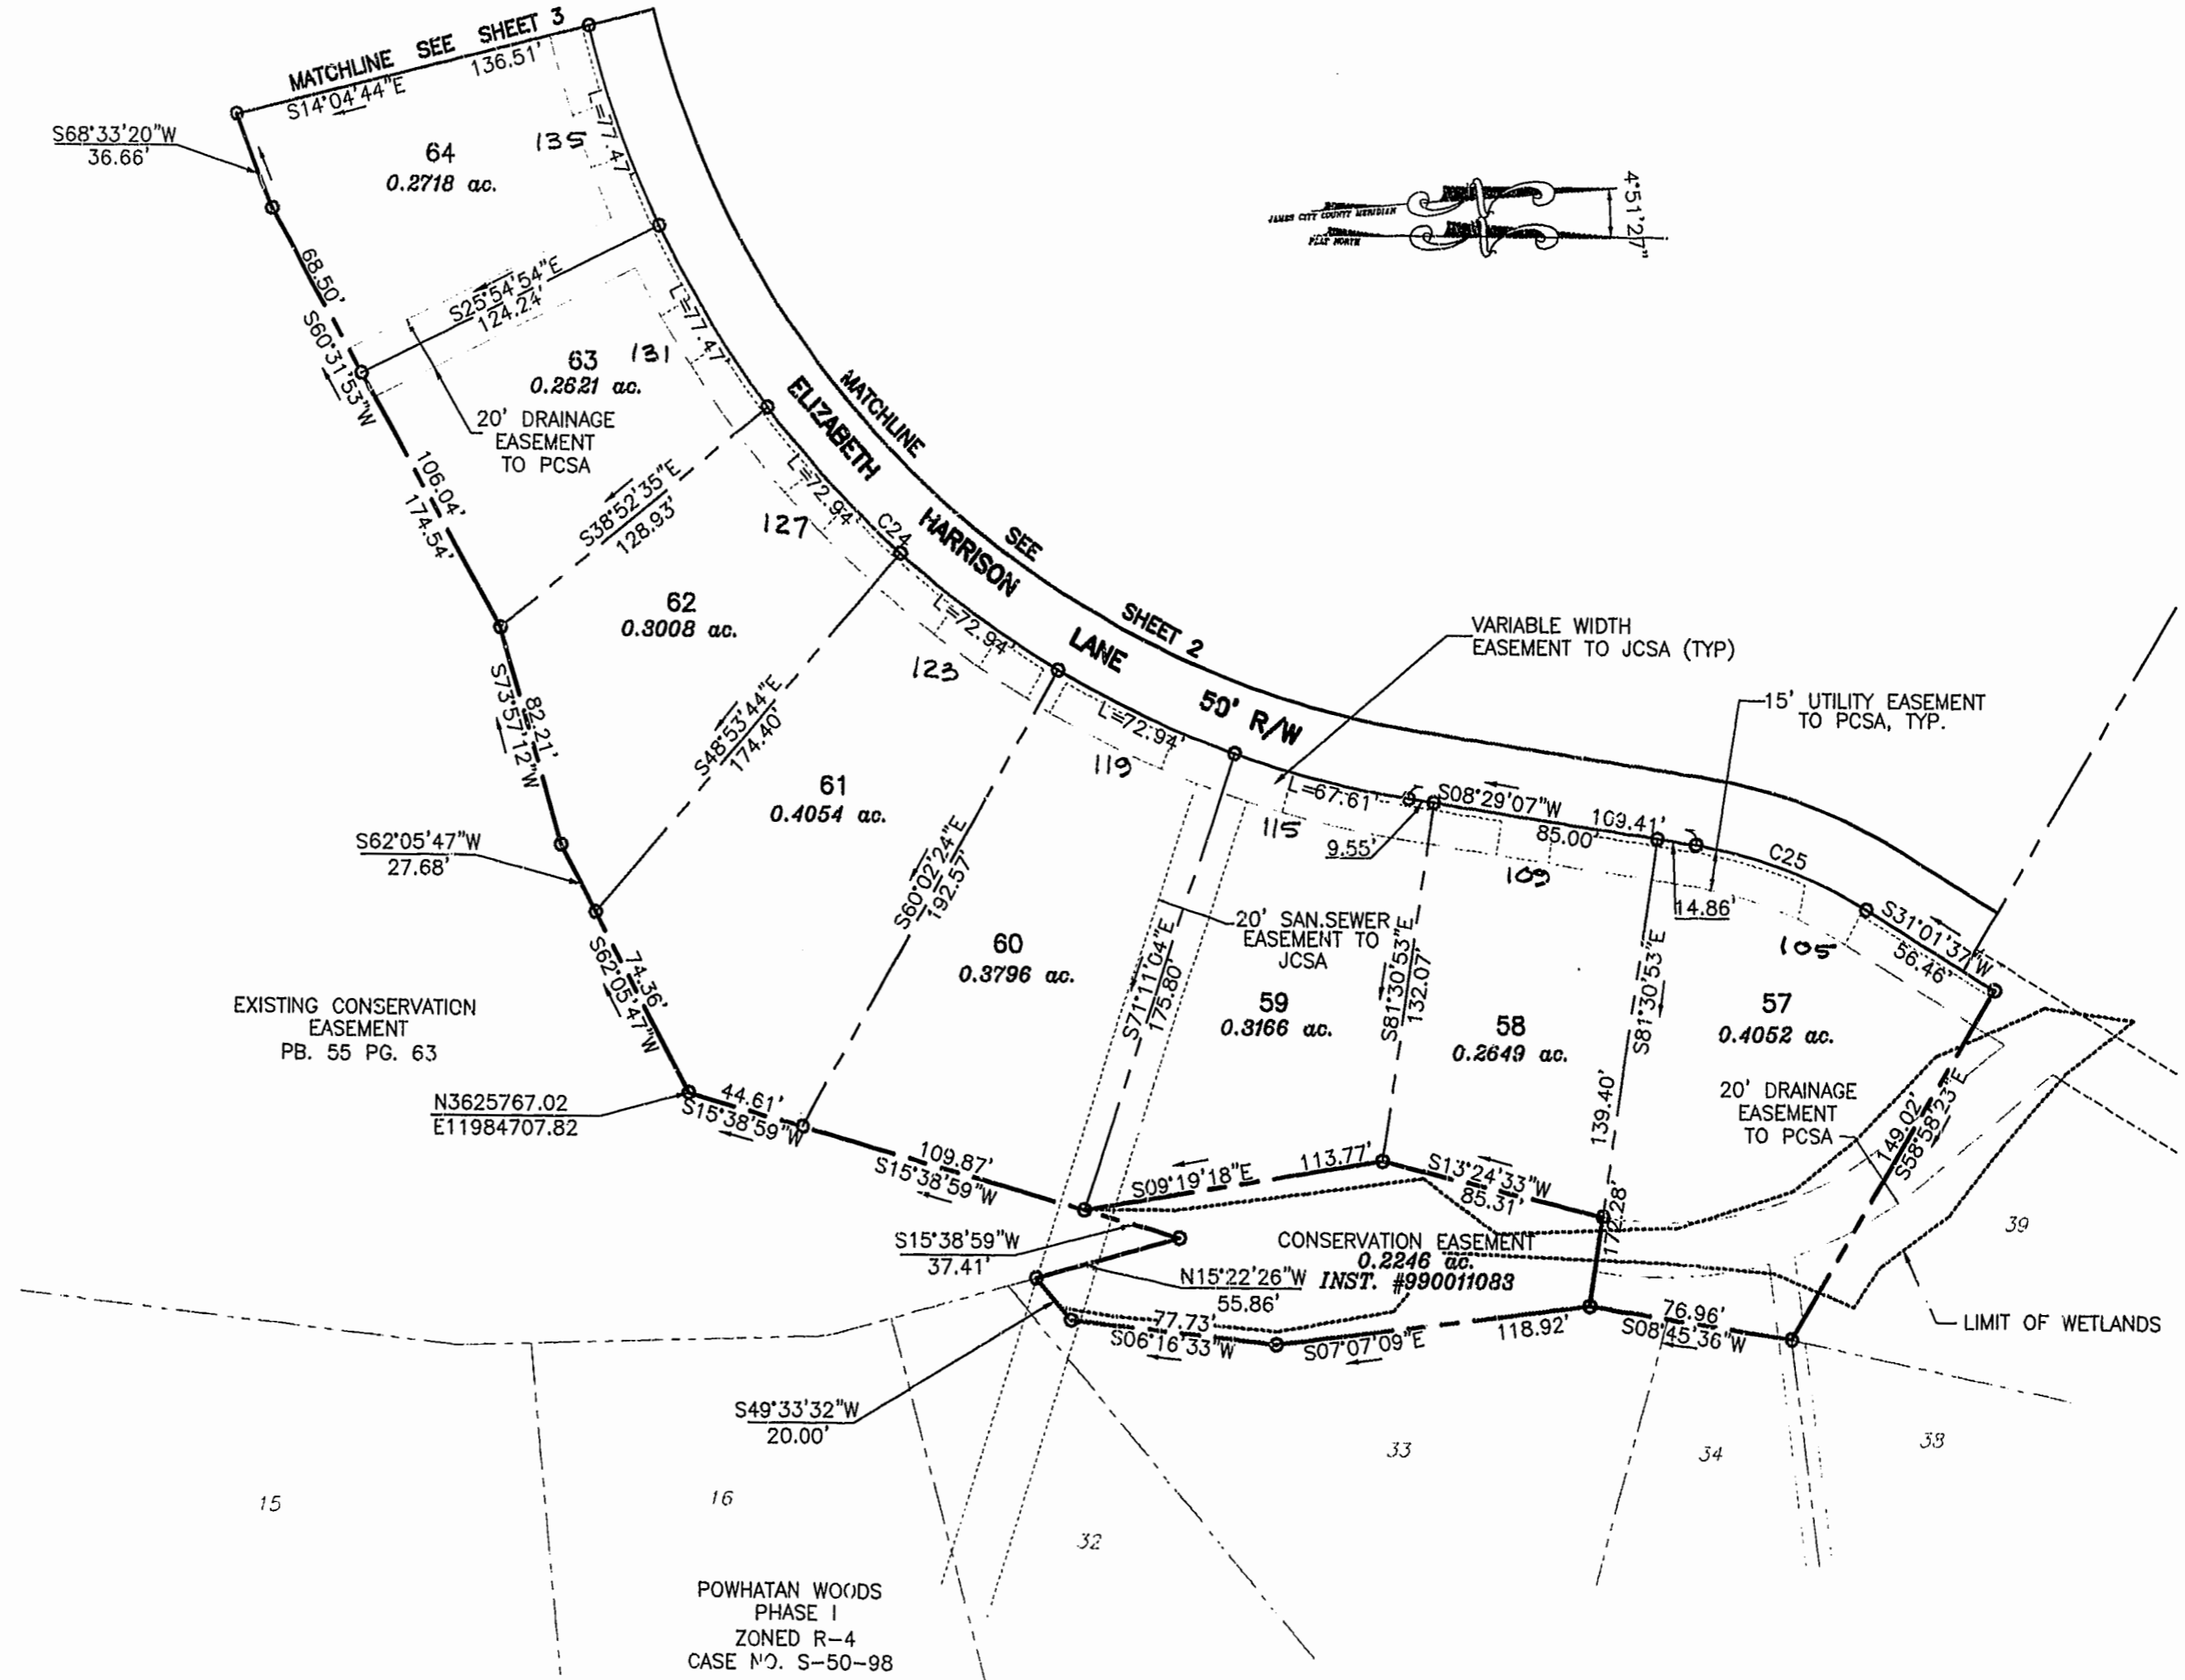 MATCHLINE SEE SHEET 3
136.51'
S14°04'44"E
S68°33'20"W
36.66'
64
0.2718 ac.
135
L=77.47'
4°51'27"
JAMES CITY COUNTY MERIDIAN
PLAT NORTH
68.50'
S60°31'53"W
S25°54'54"E
124.24'
63
0.2621 ac.
131
L=77.47'
20' DRAINAGE
EASEMENT
TO PCSA
106.04'
174.54'
S38°52'35"E
128.93'
MATCHLINE
SEE
SHEET 2
ELIZABETH
HARRISON
LANE
50' R/W
L=72.94'
C24
127
62
0.3008 ac.
L=72.94'
123
VARIABLE WIDTH
EASEMENT TO JCSA (TYP)
15' UTILITY EASEMENT
TO PCSA, TYP.
82.21'
S73°57'12"W
S48°53'44"E
174.40'
61
0.4054 ac.
L=72.94'
119
L=67.61'
115
9.55'
S08°29'07"W
109.41'
85.00'
109
C25
14.86'
105
S31°01'37"W
56.46'
S62°05'47"W
27.68'
S60°02'24"E
192.57'
60
0.3796 ac.
20' SAN.SEWER
EASEMENT TO
JCSA
S71°11'04"E
175.80'
59
0.3166 ac.
S81°30'53"E
132.07'
58
0.2649 ac.
S81°30'53"E
139.40'
172.28'
57
0.4052 ac.
20' DRAINAGE
EASEMENT
TO PCSA
149.02'
S58°58'23"E
EXISTING CONSERVATION
EASEMENT
PB. 55 PG. 63
74.36'
S62°05'47"W
N3625767.02
E11984707.82
44.61'
S15°38'59"W
109.87'
S15°38'59"W
S09°19'18"E
113.77'
S13°24'33"W
85.31'
39
S15°38'59"W
37.41'
CONSERVATION EASEMENT
0.2246 ac.
INST. #990011083
N15°22'26"W
55.86'
LIMIT OF WETLANDS
77.73'
S06°16'33"W
S07°07'09"E
118.92'
76.96'
S08°45'36"W
S49°33'32"W
20.00'
15
16
32
33
34
38
POWHATAN WOODS
PHASE I
ZONED R-4
CASE NO. S-50-98